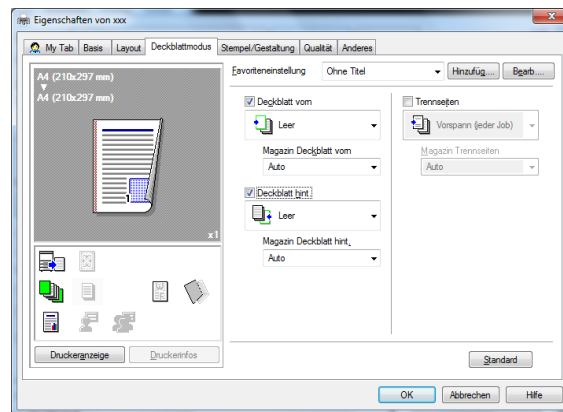 Eigenschaften von xxx
My Tab Basis Layout Deckblattmodus Stempel/Gestaltung Qualität Anderes
A4 (210x297 mm)
A4 (210x297 mm)
1
x1
Druckeranzeige Druckerinfos
Favoriteneinstellung Ohne Titel Hinzufüg.... Bearb....
Deckblatt vorn
Leer
Magazin Deckblatt vorn
Auto
Deckblatt hint.
Leer
Magazin Deckblatt hint.
Auto
Trennseiten
Vorspann (jeder Job)
Magazin Trennseiten
Auto
Standard
OK Abbrechen Hilfe